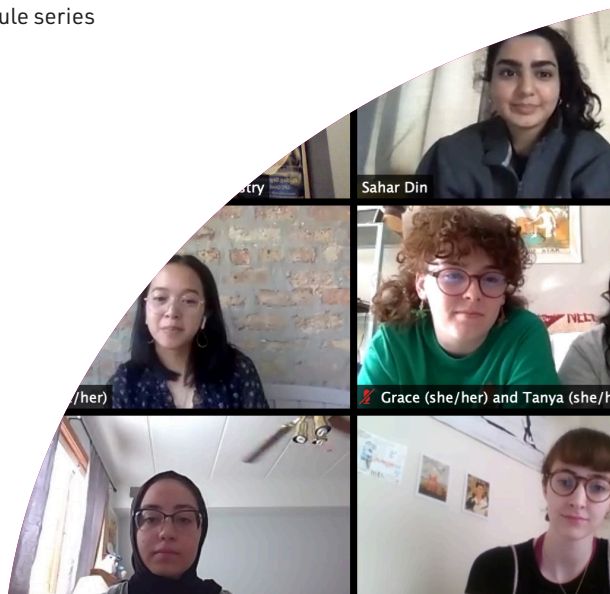 ule series
stry
Sahar Din
/her)
Grace (she/her) and Tanya (she/h